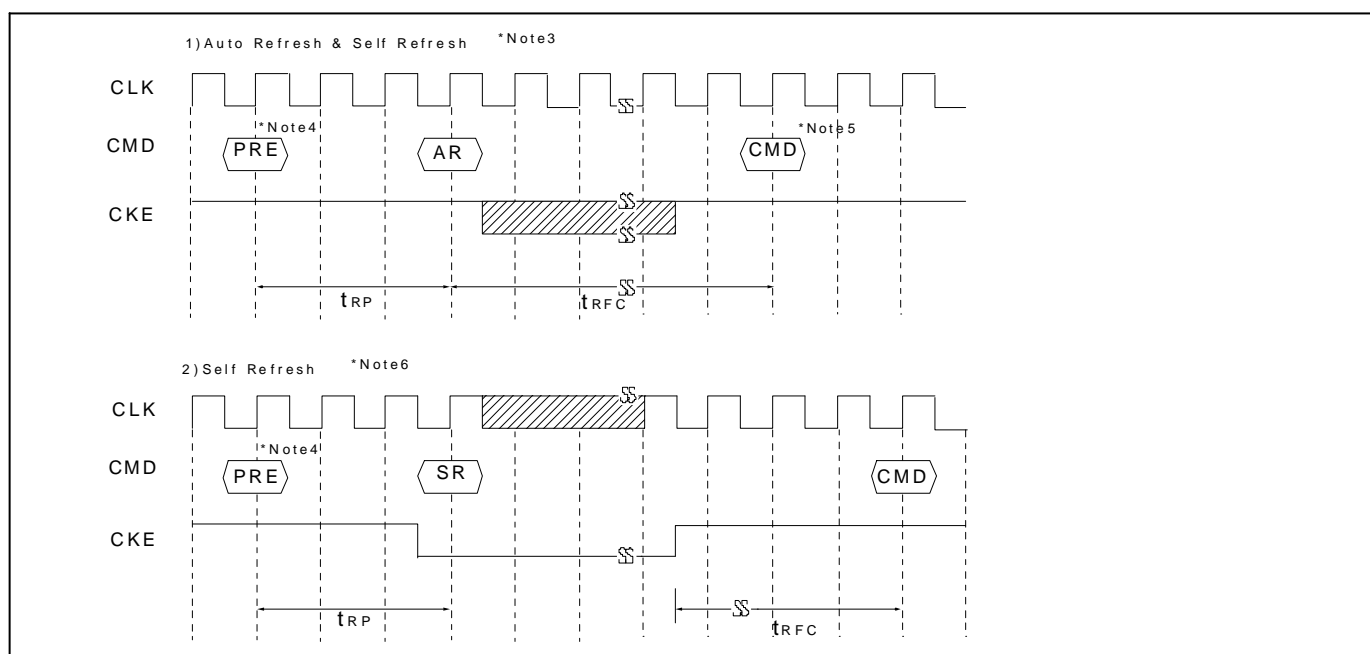 1)Auto Refresh & Self Refresh *Note3
CLK
*Note4 *Note5
CMD PRE AR CMD
CKE
tRP tRFC
2)Self Refresh *Note6
CLK
*Note4
CMD PRE SR CMD
CKE
tRP tRFC